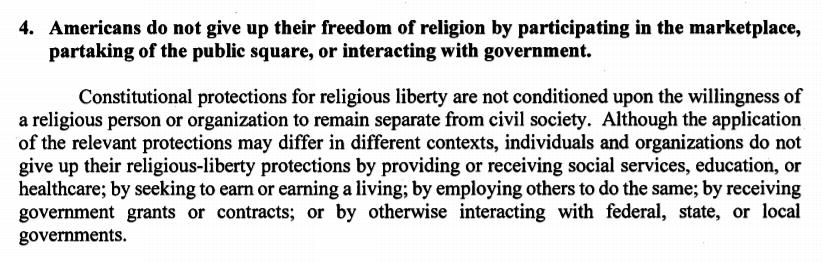 4. Americans do not give up their freedom of religion by participating in the marketplace,
partaking of the public square, or interacting with government.
Constitutional protections for religious liberty are not conditioned upon the willingness of
a religious person or organization to remain separate from civil society. Although the application
of the relevant protections may differ in different contexts, individuals and organizations do not
give up their religious-liberty protections by providing or receiving social services, education, or
healthcare; by seeking to earn or earning a living; by employing others to do the same; by receiving
government grants or contracts; or by otherwise interacting with federal, state, or local
governments.